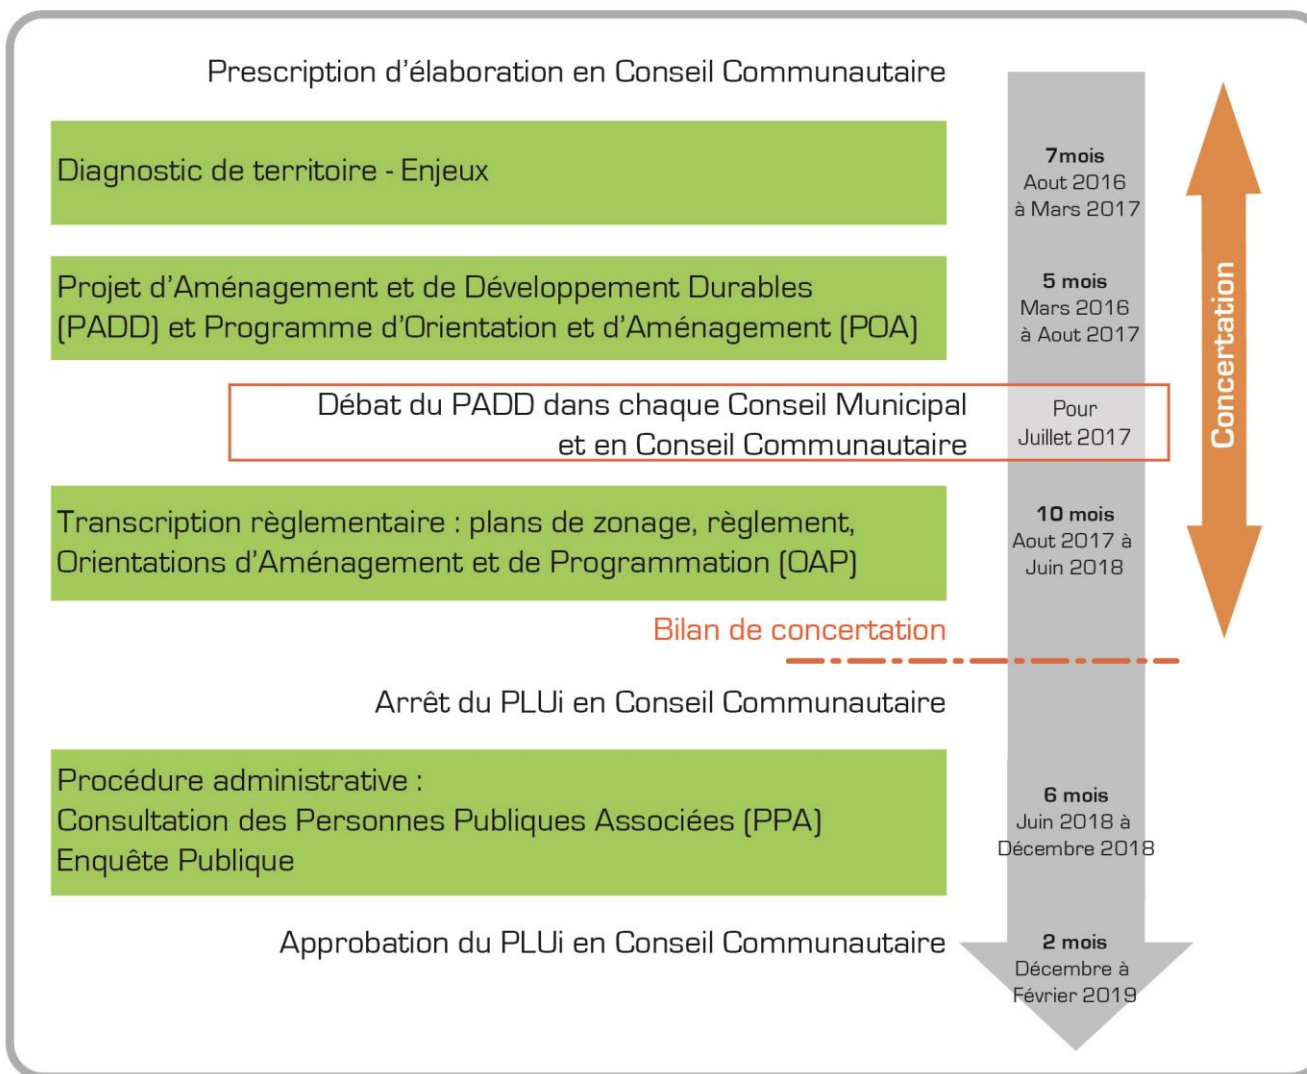 Prescription d'élaboration en Conseil Communautaire
Diagnostic de territoire - Enjeux
7mois
Aout 2016
à Mars 2017
Projet d'Aménagement et de Développement Durables
(PADD) et Programme d'Orientation et d'Aménagement (POA)
5 mois
Mars 2016
à Aout 2017
Débat du PADD dans chaque Conseil Municipal
et en Conseil Communautaire
Pour
Juillet 2017
Concertation
Transcription règlementaire : plans de zonage, règlement,
Orientations d'Aménagement et de Programmation (OAP)
10 mois
Aout 2017 à
Juin 2018
Bilan de concertation
Arrêt du PLUi en Conseil Communautaire
Procédure administrative :
Consultation des Personnes Publiques Associées (PPA)
Enquête Publique
6 mois
Juin 2018 à
Décembre 2018
Approbation du PLUi en Conseil Communautaire
2 mois
Décembre à
Février 2019